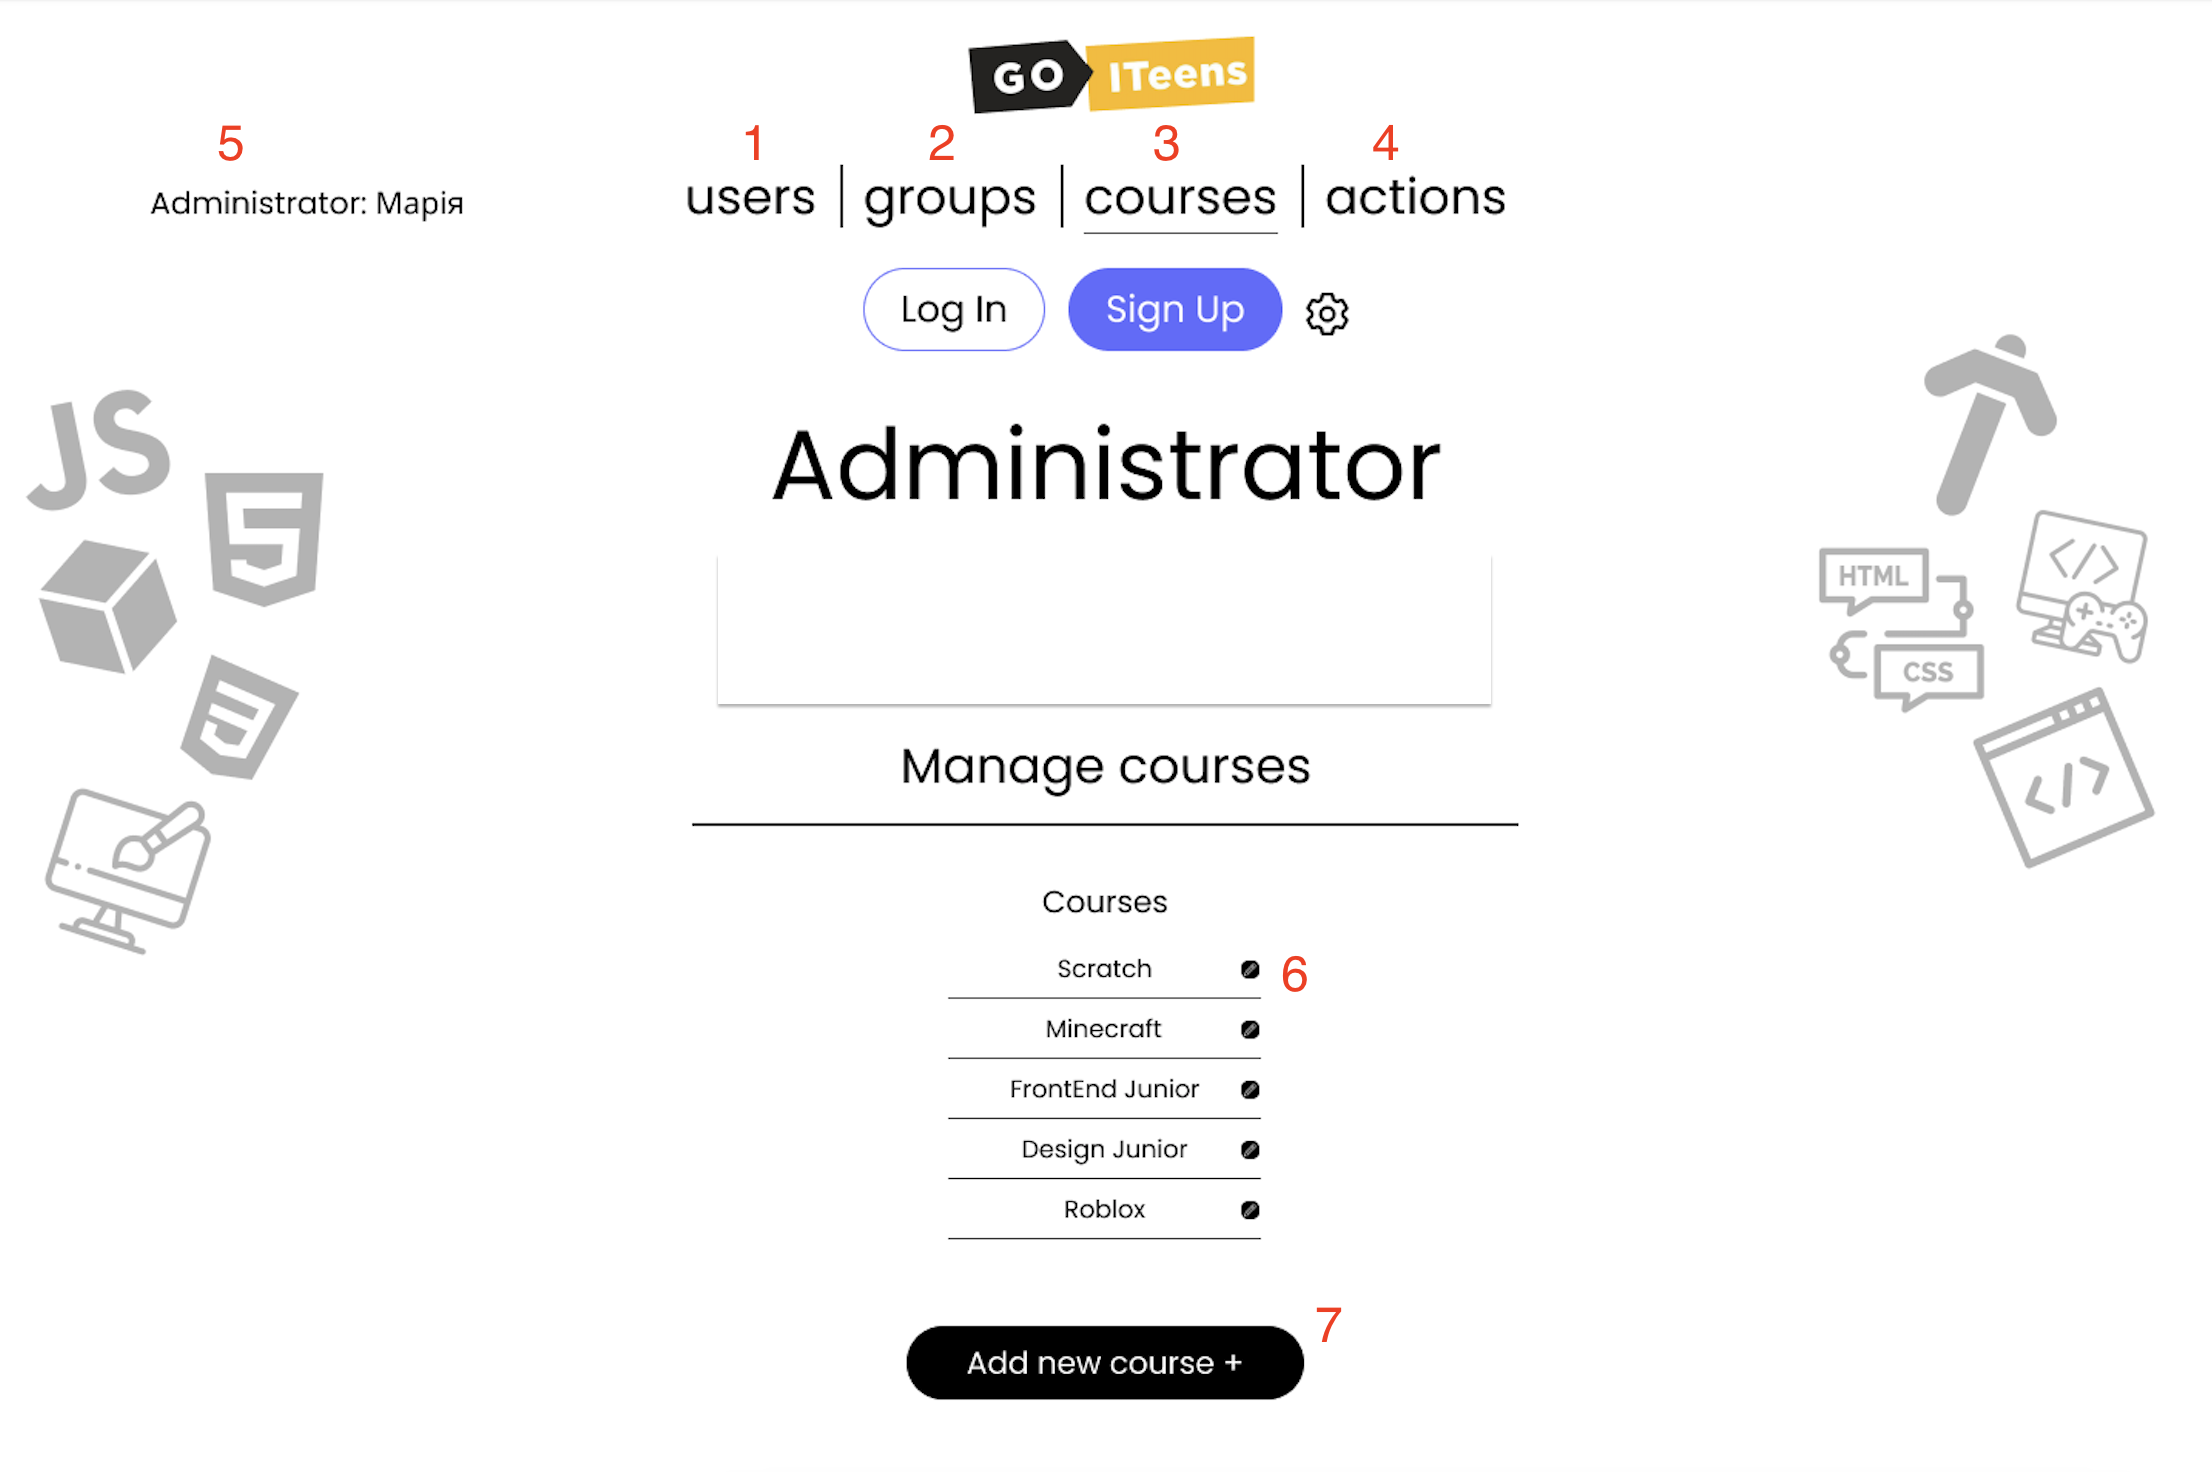 GO ITeens
5 1 2 3 4
Administrator: Марія users groups courses actions
Log In Sign Up
JS
Administrator
HTML
CSS
Manage courses
Courses
Scratch 6
Minecraft
FrontEnd Junior
Design Junior
Roblox
7
Add new course +